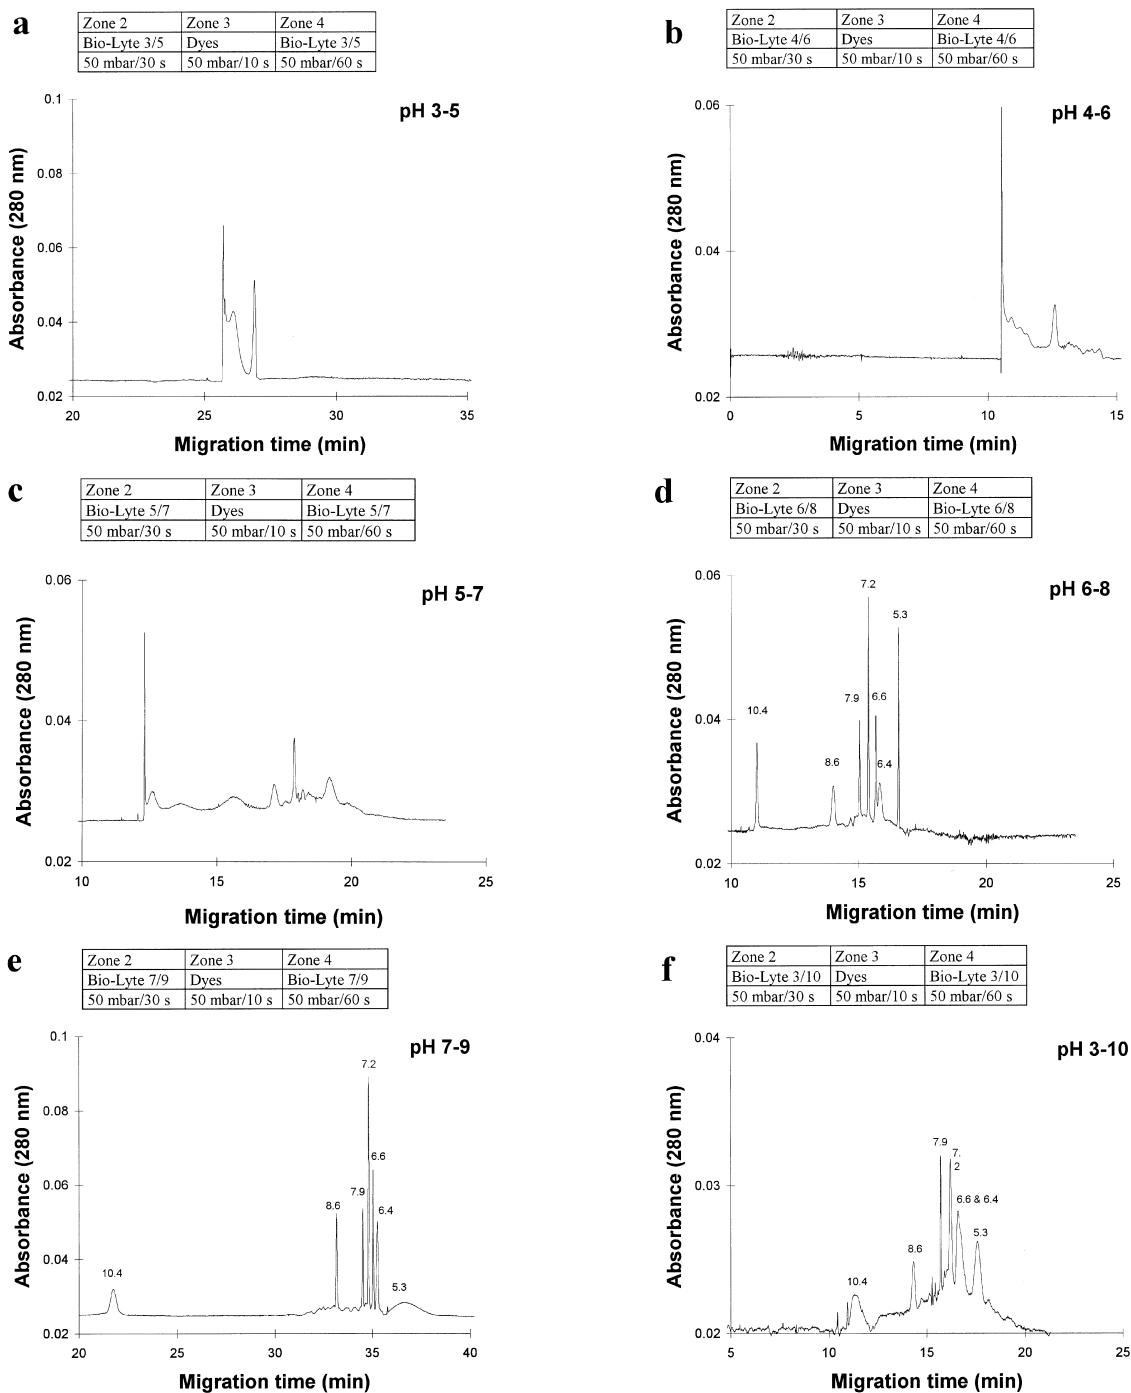 a
Zone 2 Zone 3 Zone 4
Bio-Lyte 3/5 Dyes Bio-Lyte 3/5
50 mbar/30 s 50 mbar/10 s 50 mbar/60 s
pH 3-5
Absorbance (280 nm)
0.1
0.08
0.06
0.04
0.02
20 25 30 35
Migration time (min)
b
Zone 2 Zone 3 Zone 4
Bio-Lyte 4/6 Dyes Bio-Lyte 4/6
50 mbar/30 s 50 mbar/10 s 50 mbar/60 s
pH 4-6
Absorbance (280 nm)
0.06
0.04
0.02
0 5 10 15
Migration time (min)
c
Zone 2 Zone 3 Zone 4
Bio-Lyte 5/7 Dyes Bio-Lyte 5/7
50 mbar/30 s 50 mbar/10 s 50 mbar/60 s
pH 5-7
Absorbance (280 nm)
0.06
0.04
0.02
10 15 20 25
Migration time (min)
d
Zone 2 Zone 3 Zone 4
Bio-Lyte 6/8 Dyes Bio-Lyte 6/8
50 mbar/30 s 50 mbar/10 s 50 mbar/60 s
pH 6-8
Absorbance (280 nm)
0.06
0.04
0.02
7.2
5.3
7.9 6.6
10.4
8.6 6.4
10 15 20 25
Migration time (min)
e
Zone 2 Zone 3 Zone 4
Bio-Lyte 7/9 Dyes Bio-Lyte 7/9
50 mbar/30 s 50 mbar/10 s 50 mbar/60 s
pH 7-9
Absorbance (280 nm)
0.1
0.08
0.06
0.04
0.02
7.2
6.6
7.9
8.6 6.4
10.4
5.3
20 25 30 35 40
Migration time (min)
f
Zone 2 Zone 3 Zone 4
Bio-Lyte 3/10 Dyes Bio-Lyte 3/10
50 mbar/30 s 50 mbar/10 s 50 mbar/60 s
pH 3-10
Absorbance (280 nm)
0.04
0.03
0.02
7.9 7.
2
6.6 & 6.4
5.3
8.6
10.4
5 10 15 20 25
Migration time (min)